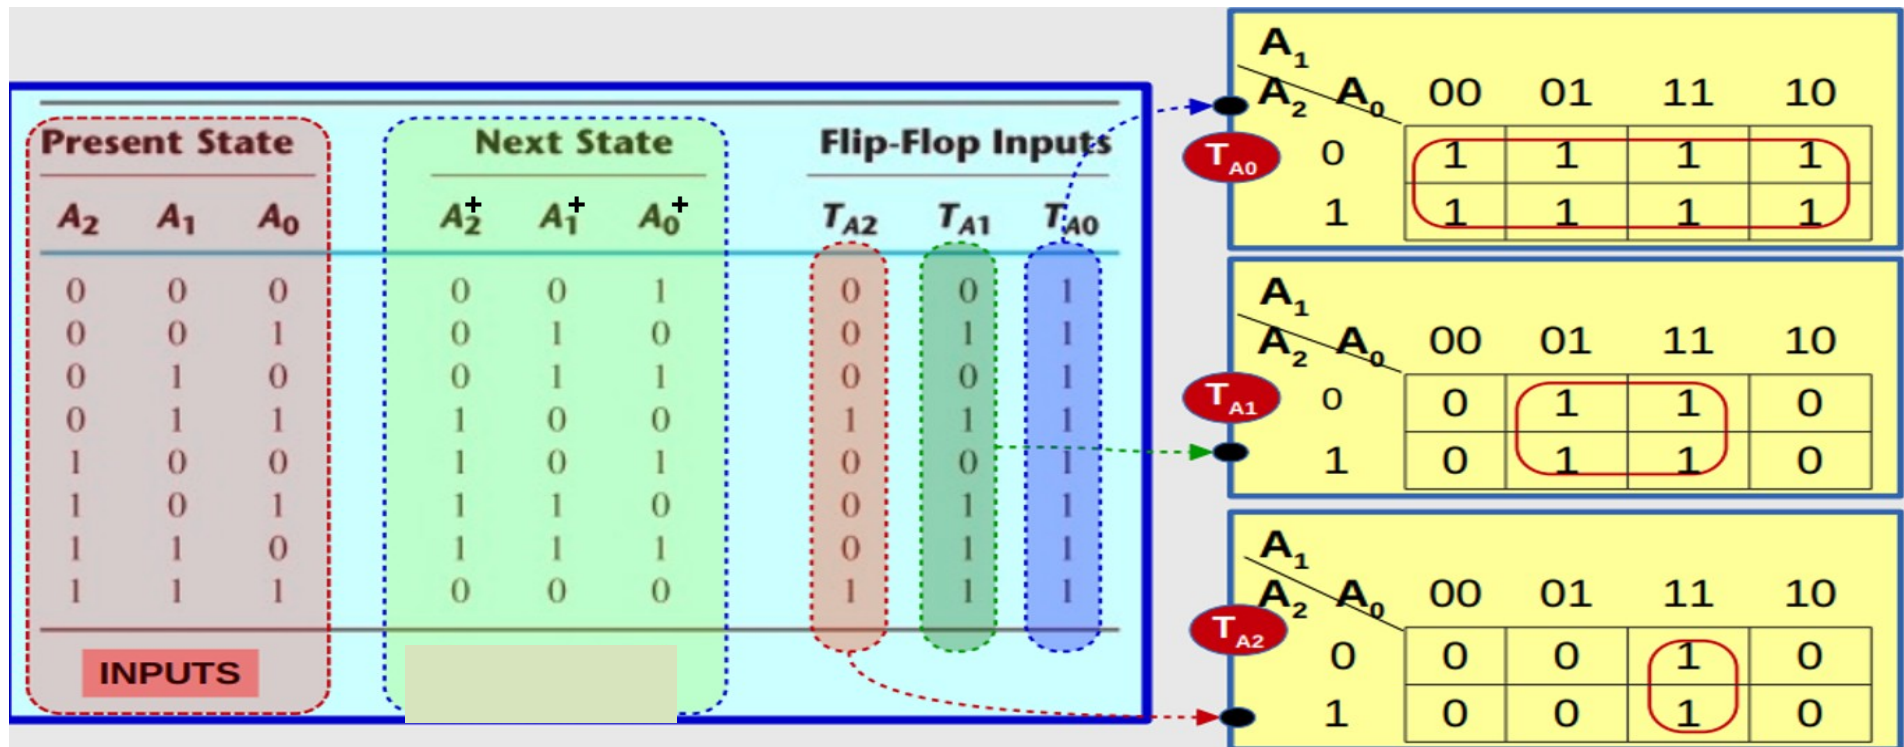 Present State Next State Flip-Flop Inputs
A2 A1 A0 A2+ A1+ A0+ TA2 TA1 TA0
0 0 0 0 0 1 0 0 1
0 0 1 0 1 0 0 1 1
0 1 0 0 1 1 0 0 1
0 1 1 1 0 0 1 1 1
1 0 0 1 0 1 0 0 1
1 0 1 1 1 0 0 1 1
1 1 0 1 1 1 0 1 1
1 1 1 0 0 0 1 1 1
INPUTS
A1
A2 A0 00 01 11 10
TA0
0 1 1 1 1
1 1 1 1 1
A1
A2 A0 00 01 11 10
TA1
0 0 1 1 0
1 0 1 1 0
A1
A2 A0 00 01 11 10
TA2
0 0 0 1 0
1 0 0 1 0